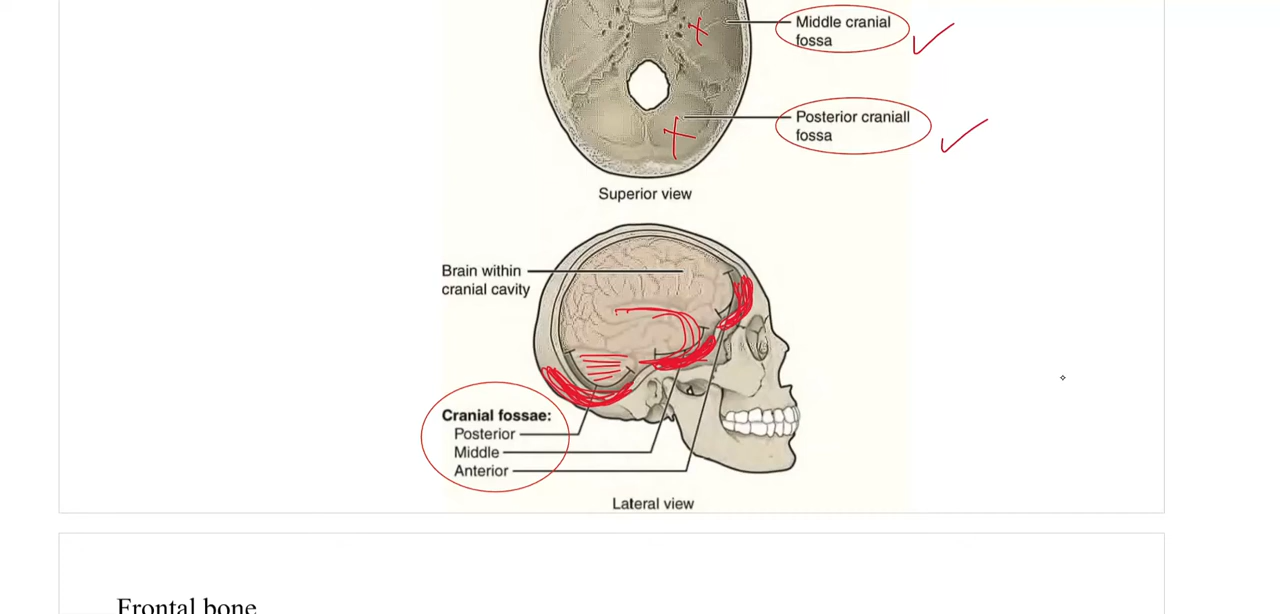 Middle cranial
fossa
Posterior craniall
fossa
Superior view
Brain within
cranial cavity
Cranial fossae:
Posterior
Middle
Anterior
Lateral view
Frontal bone